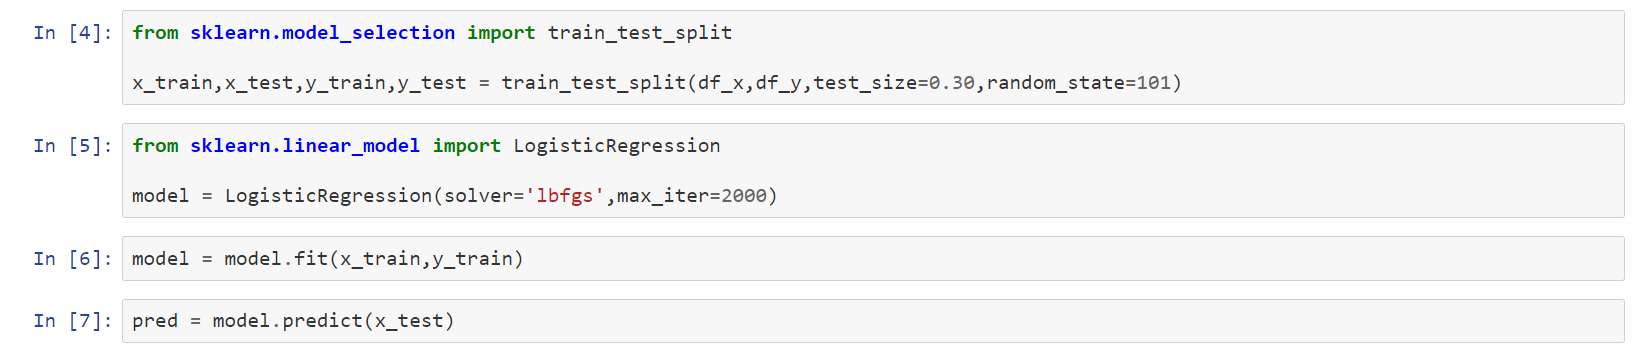 In [4]: from sklearn.model_selection import train_test_split
x_train,x_test,y_train,y_test = train_test_split(df_x,df_y,test_size=0.30,random_state=101)
In [5]: from sklearn.linear_model import LogisticRegression
model = LogisticRegression(solver='lbfgs',max_iter=2000)
In [6]: model = model.fit(x_train,y_train)
In [7]: pred = model.predict(x_test)